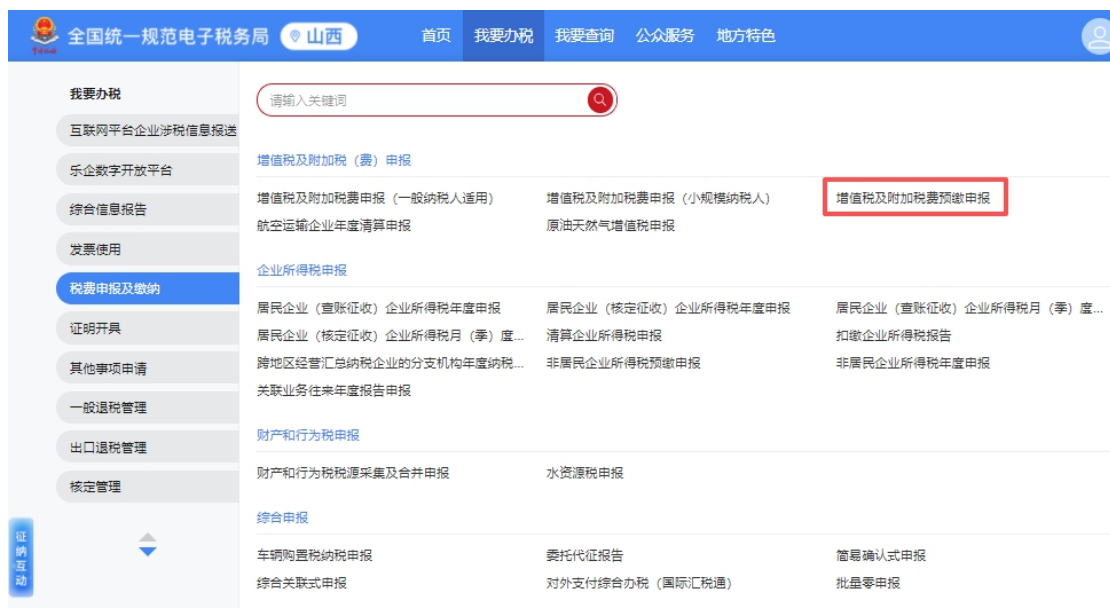 全国统一规范电子税务局 山西 首页 我要办税 我要查询 公众服务 地方特色
我要办税
互联网平台企业涉税信息报送
乐企数字开放平台
综合信息报告
发票使用
税费申报及缴纳
证明开具
其他事项申请
一般退税管理
出口退税管理
核定管理
征纳互动
请输入关键词
增值税及附加税（费）申报
增值税及附加税费申报（一般纳税人适用） 增值税及附加税费申报（小规模纳税人） 增值税及附加税费预缴申报
航空运输企业年度清算申报 原油天然气增值税申报
企业所得税申报
居民企业（查账征收）企业所得税年度申报 居民企业（核定征收）企业所得税年度申报 居民企业（查账征收）企业所得税月（季）度...
居民企业（核定征收）企业所得税月（季）度... 清算企业所得税申报 扣缴企业所得税报告
跨地区经营汇总纳税企业的分支机构年度纳税... 非居民企业所得税预缴申报 非居民企业所得税年度申报
关联业务往来年度报告申报
财产和行为税申报
财产和行为税税源采集及合并申报 水资源税申报
综合申报
车辆购置税纳税申报 委托代征报告 简易确认式申报
综合关联式申报 对外支付综合办税（国际汇税通） 批量零申报